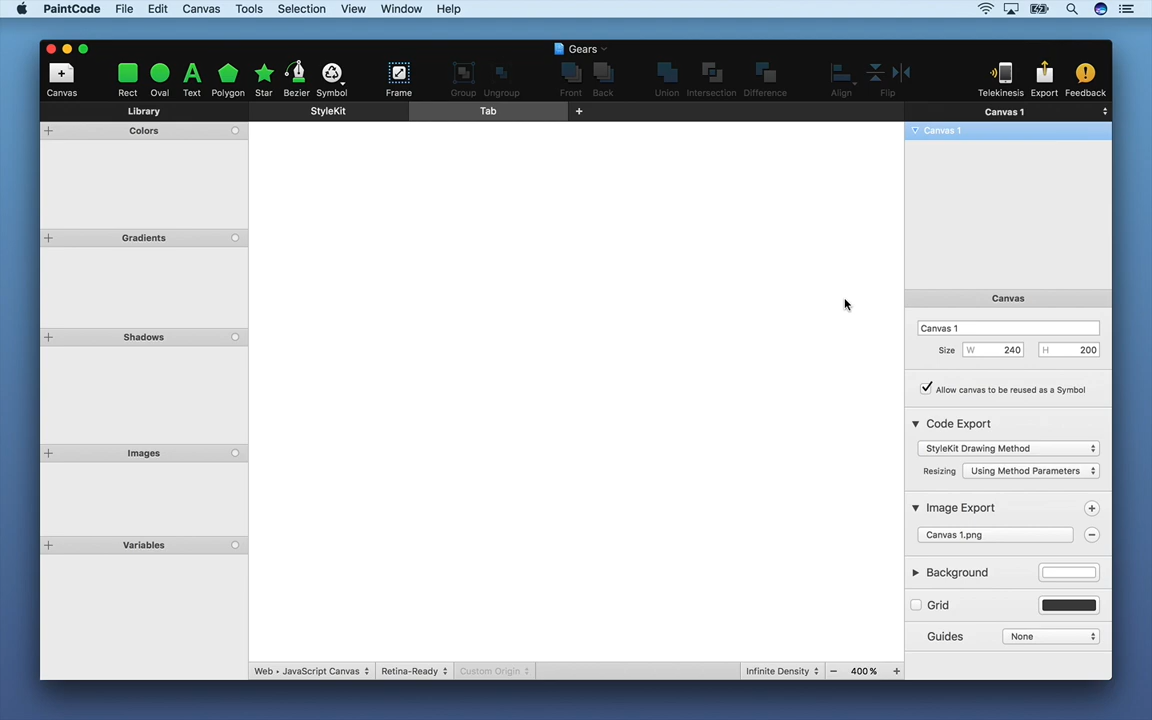 PaintCode File Edit Canvas Tools Selection View Window Help
Gears
Canvas Rect Oval Text Polygon Star Bezier Symbol Frame Group Ungroup Front Back Union Intersection Difference Align Flip Telekinesis Export Feedback
Library StyleKit Tab + Canvas 1
Colors
Canvas 1
Gradients
Canvas
Canvas 1
Shadows
Size W 240 H 200
Allow canvas to be reused as a Symbol
Code Export
StyleKit Drawing Method
Images
Resizing Using Method Parameters
Image Export
Canvas 1.png
Variables
Background
Grid
Guides None
Web • JavaScript Canvas Retina-Ready Custom Origin Infinite Density − 400 % +